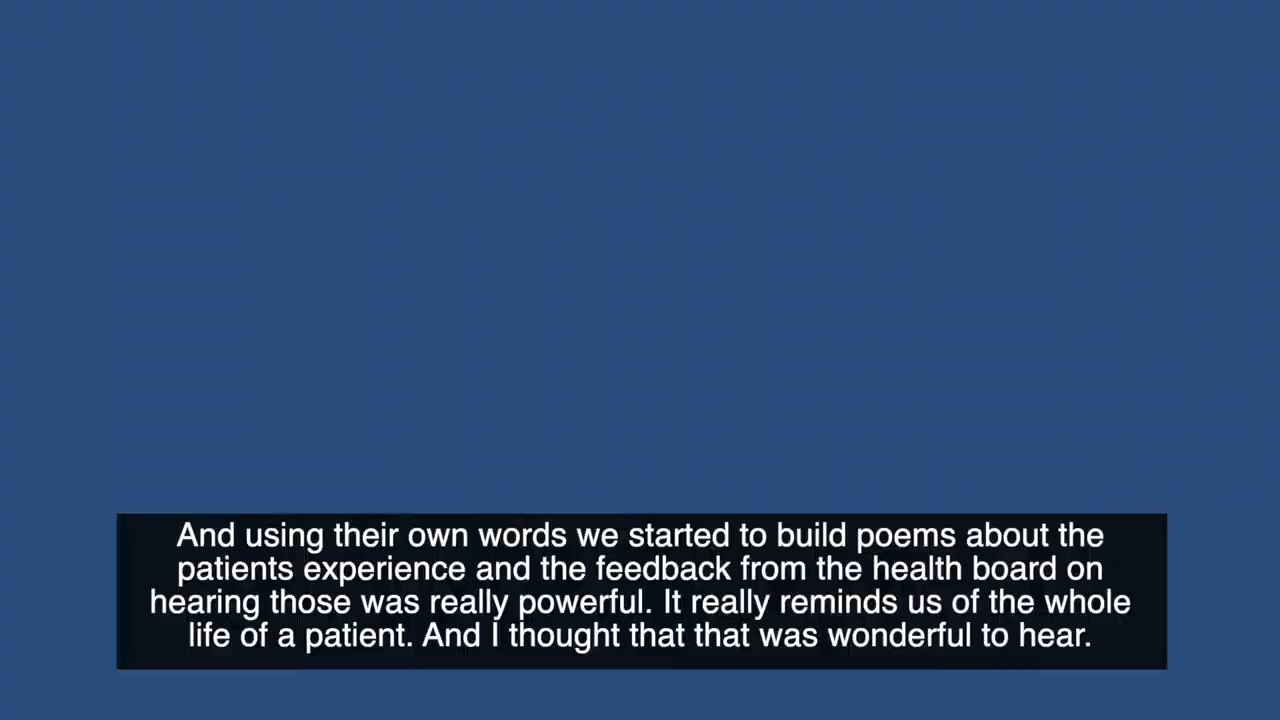 And using their own words we started to build poems about the
patients experience and the feedback from the health board on
hearing those was really powerful. It really reminds us of the whole
life of a patient. And I thought that that was wonderful to hear.